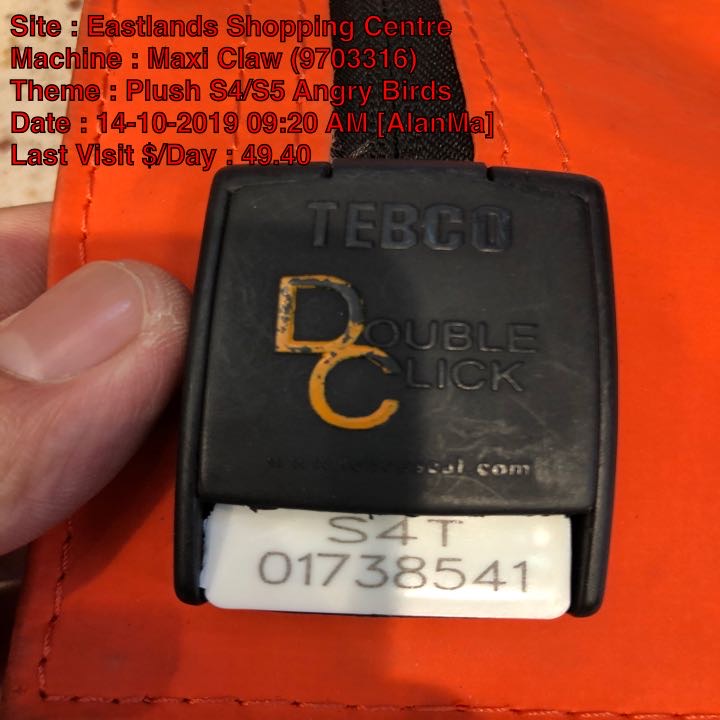 Site : Eastlands Shopping Centre
Machine : Maxi Claw (9703316)
Theme : Plush S4/S5 Angry Birds
Date : 14-10-2019 09:20 AM [AlanMa]
Last Visit $/Day : 49.40
TEBCO
DOUBLE
CLICK
S4T
01738541